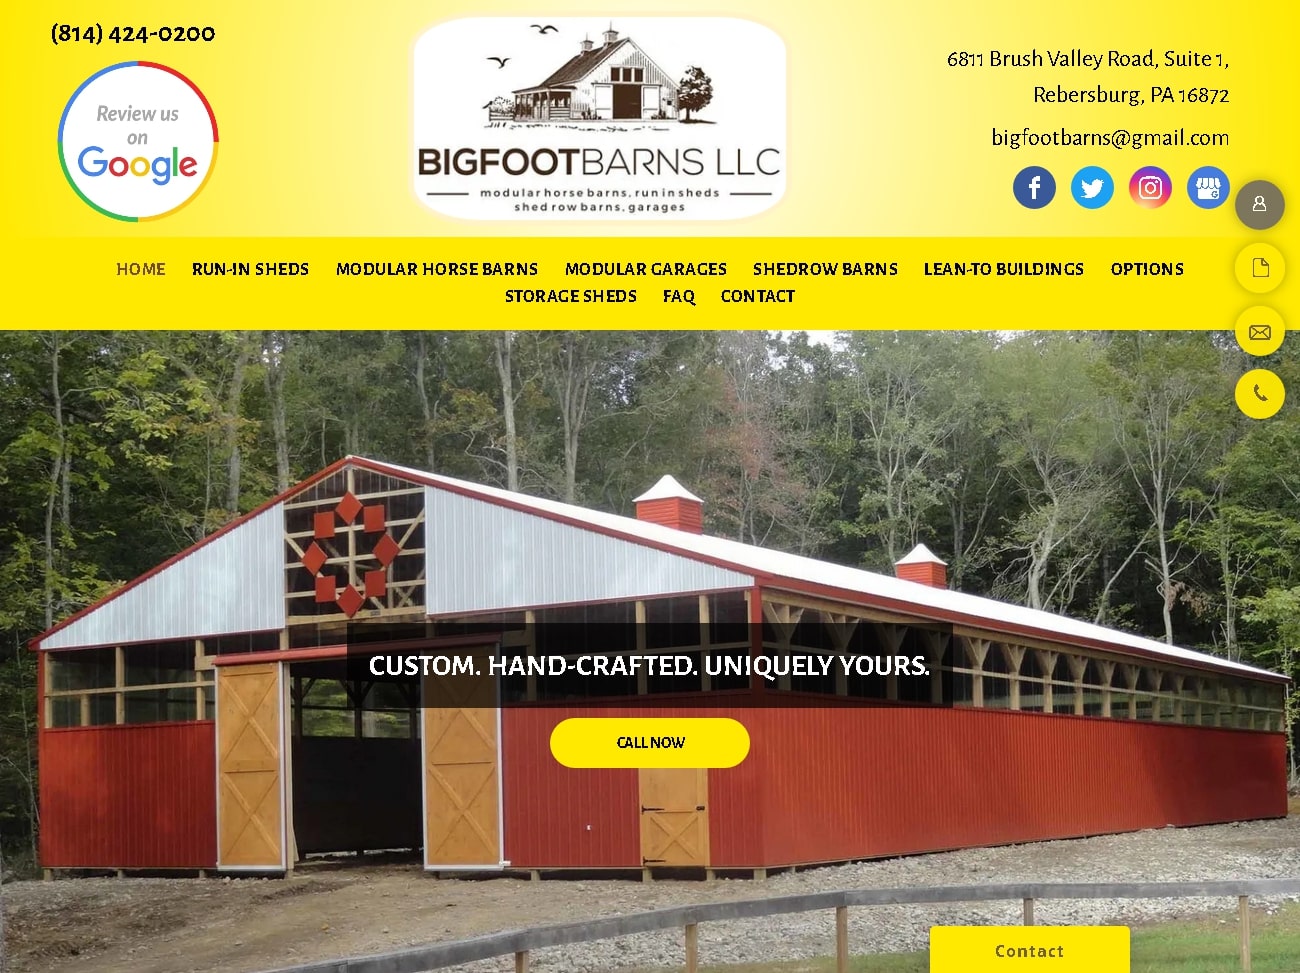 (814) 424-0200
Review us
on
Google
BIGFOOTBARNS LLC
modular horse barns, run in sheds
shed row barns, garages
6811 Brush Valley Road, Suite 1,
Rebersburg, PA 16872
bigfootbarns@gmail.com
HOME RUN-IN SHEDS MODULAR HORSE BARNS MODULAR GARAGES SHEDROW BARNS LEAN-TO BUILDINGS OPTIONS
STORAGE SHEDS FAQ CONTACT
CUSTOM. HAND-CRAFTED. UNIQUELY YOURS.
CALL NOW
Contact